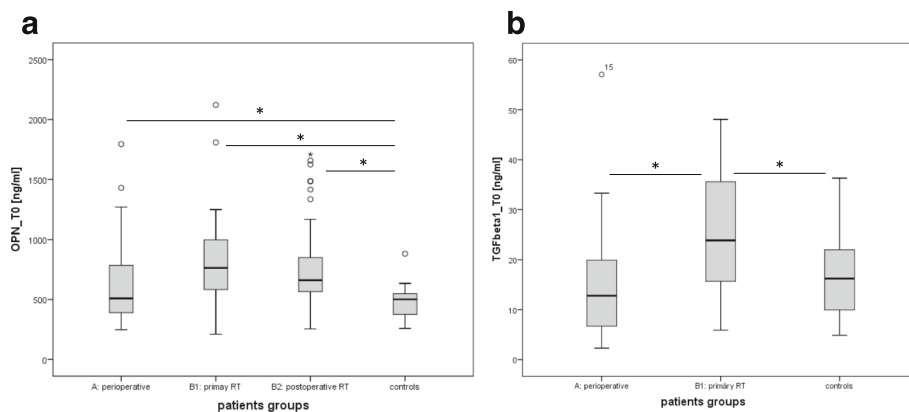 a
OPN_T0 [ng/ml]
2500
2000
1500
1000
500
0
*
*
*
*
A: perioperative
B1: primay RT
B2: postoperative RT
controls
patients groups
b
TGFbeta1_T0 [ng/ml]
60
50
40
30
20
10
0
15
*
*
A: perioperative
B1: primäry RT
controls
patients groups